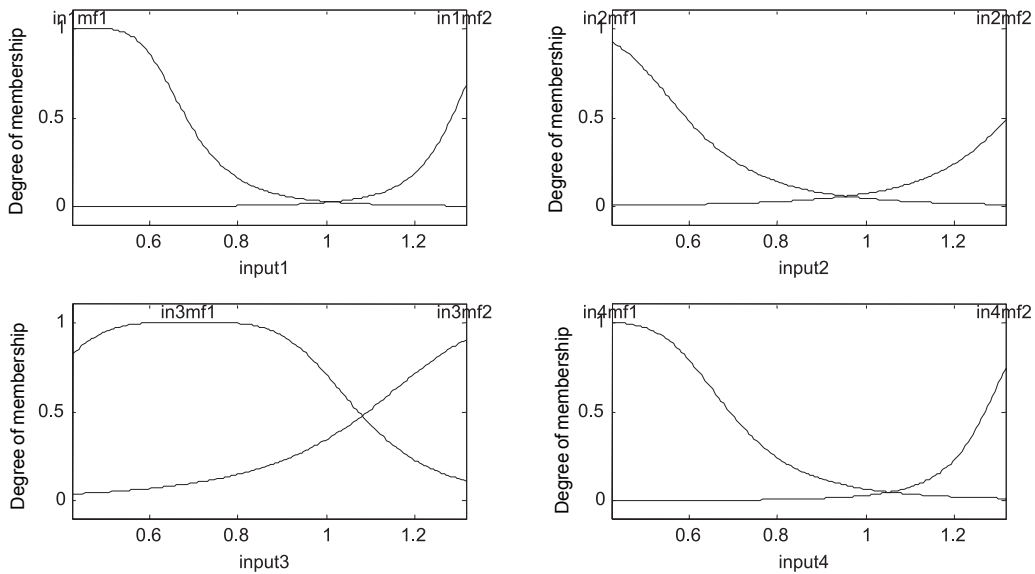 in1mf1 in1mf2
Degree of membership
1
0.5
0
0.6 0.8 1 1.2
input1
in2mf1 in2mf2
Degree of membership
1
0.5
0
0.6 0.8 1 1.2
input2
in3mf1 in3mf2
Degree of membership
1
0.5
0
0.6 0.8 1 1.2
input3
in4mf1 in4mf2
Degree of membership
1
0.5
0
0.6 0.8 1 1.2
input4